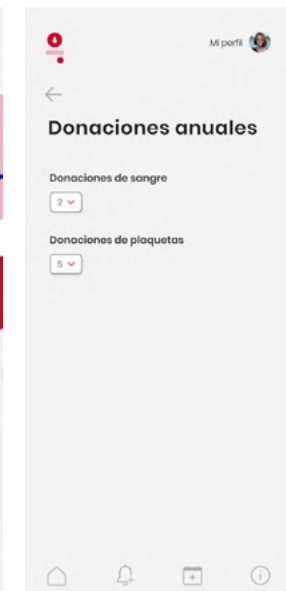 Mi perfil
Donaciones anuales
Donaciones de sangre
2
Donaciones de plaquetas
5